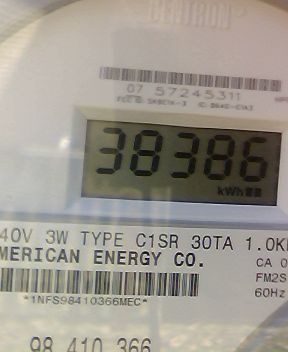 CENTRON
07 57245311
38386
kWh
40V 3W TYPE C1SR 30TA 1.0K
MERICAN ENERGY CO.
CA 0
FM2S
60Hz
*1NFS98410366MEC*
98 410 366